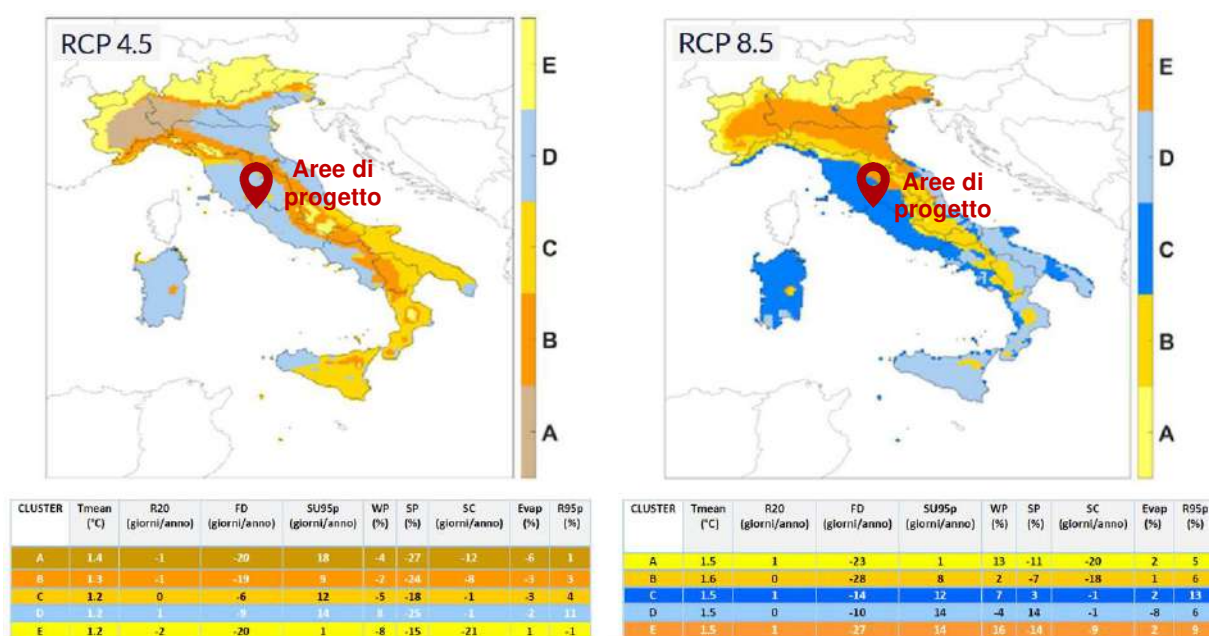 RCP 4.5
E
D
C
B
A
Aree di
progetto
RCP 8.5
E
D
C
B
A
Aree di
progetto
CLUSTER Tmean (°C) R20 (giorni/anno) FD (giorni/anno) SU95p (giorni/anno) WP (%) SP (%) SC (giorni/anno) Evap (%) R95p (%)
A 1.4 -1 -20 18 -4 -27 -12 -6 1
B 1.3 -1 -19 9 -2 -24 -8 -3 3
C 1.2 0 -6 12 -5 -18 -1 -3 4
D 1.2 1 -9 14 8 -25 -1 -2 11
E 1.2 -2 -20 1 -8 -15 -21 1 -1
CLUSTER Tmean (°C) R20 (giorni/anno) FD (giorni/anno) SU95p (giorni/anno) WP (%) SP (%) SC (giorni/anno) Evap (%) R95p (%)
A 1.5 1 -23 1 13 -11 -20 2 5
B 1.6 0 -28 8 2 -7 -18 1 6
C 1.5 1 -14 12 7 3 -1 2 13
D 1.5 0 -10 14 -4 14 -1 -8 6
E 1.5 1 -27 14 16 -14 -9 2 9